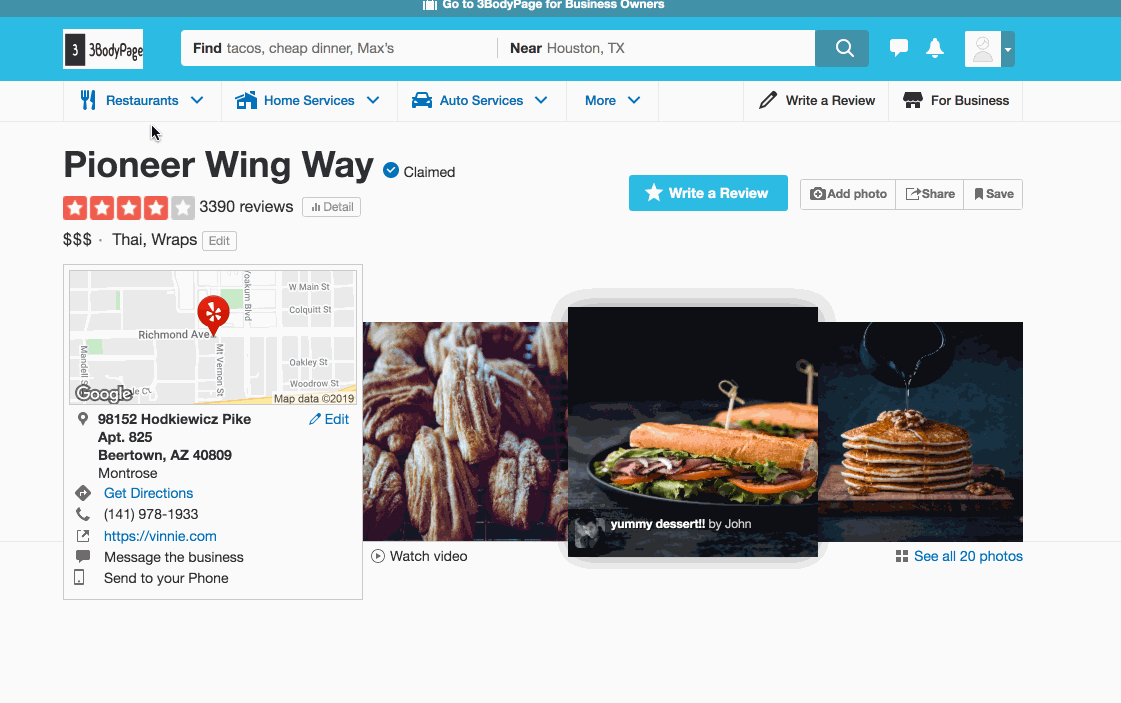 Go to 3BodyPage for Business Owners
3 3BodyPage
Find tacos, cheap dinner, Max's
Near Houston, TX
Restaurants
Home Services
Auto Services
More
Write a Review
For Business
Pioneer Wing Way
Claimed
3390 reviews
Detail
Write a Review
Add photo
Share
Save
$$$ · Thai, Wraps
Edit
W Main St
Colquitt St
Richmond Ave
Mt Vernon St
Oakley St
Woodrow St
Google
Map data ©2019
98152 Hodkiewicz Pike
Edit
Apt. 825
Beertown, AZ 40809
Montrose
Get Directions
(141) 978-1933
https://vinnie.com
Message the business
Send to your Phone
yummy dessert!! by John
Watch video
See all 20 photos